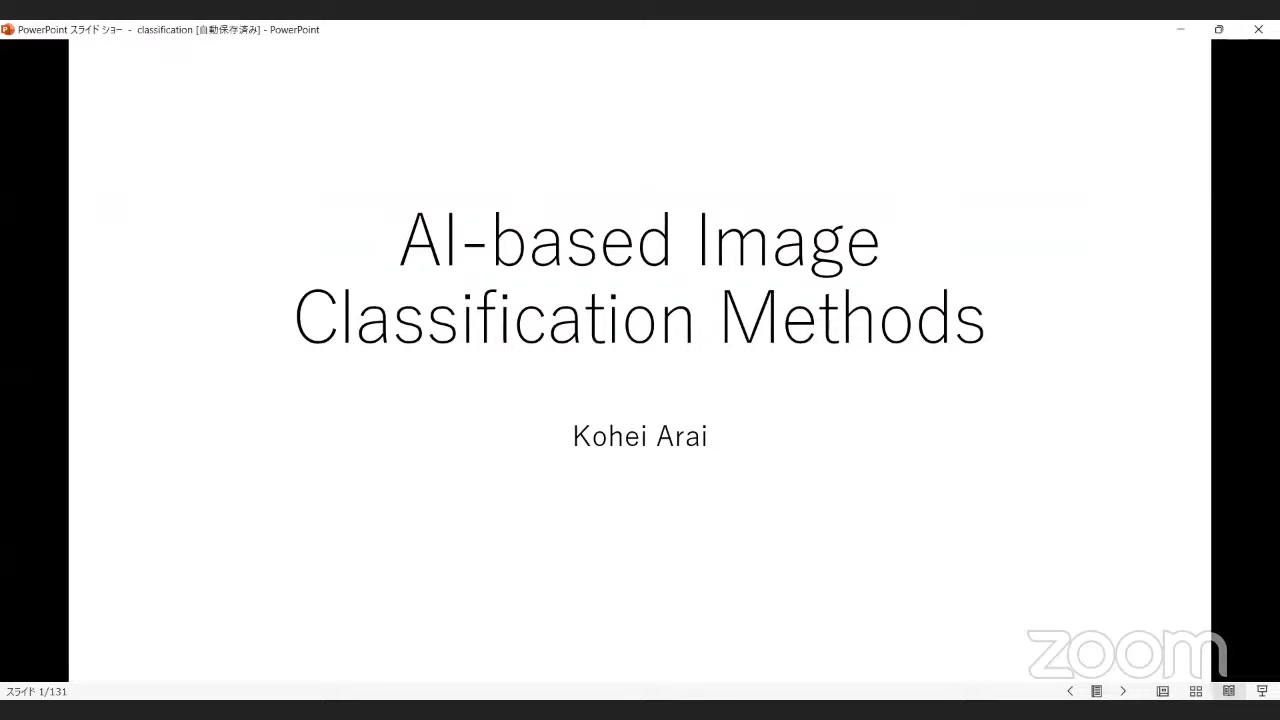 PowerPoint スライド ショー - classification [自動保存済み] - PowerPoint
AI-based Image
Classification Methods
Kohei Arai
zoom
スライド 1/131